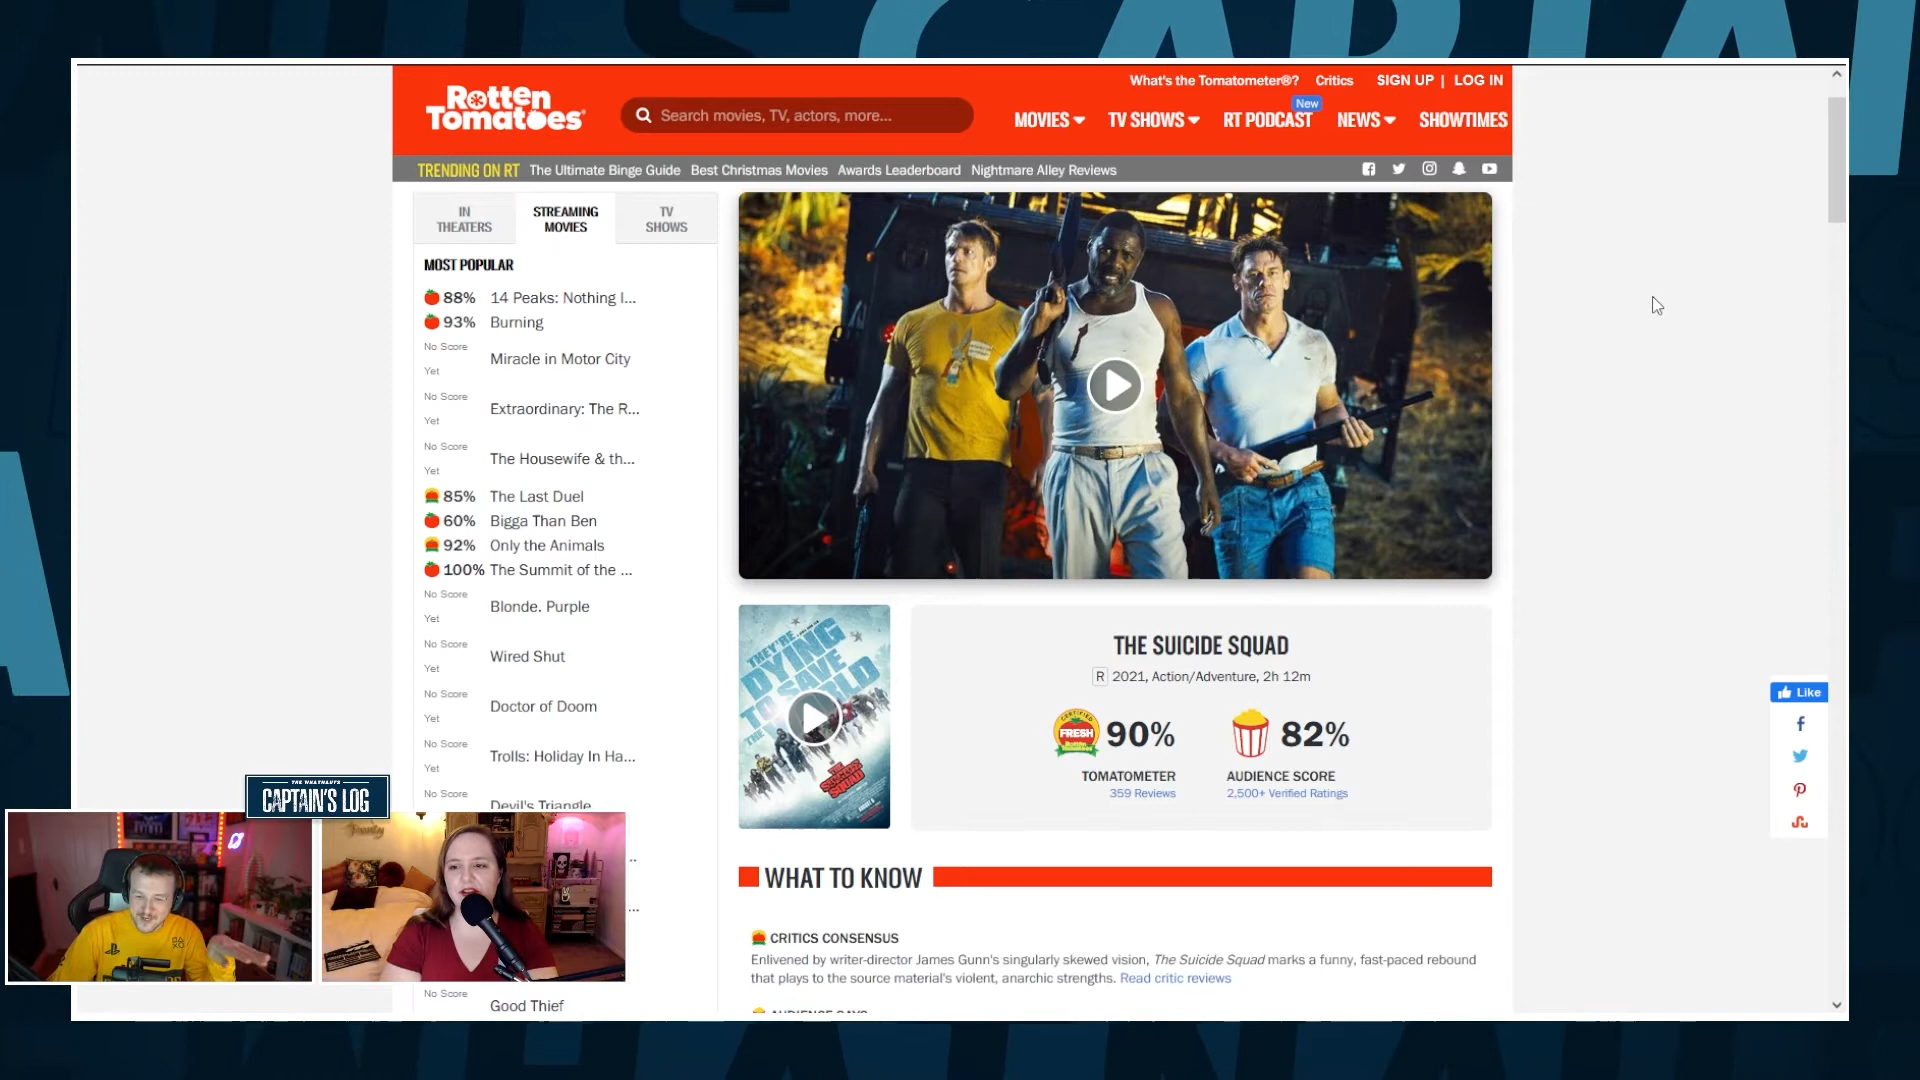 What's the Tomatometer®? Critics SIGN UP | LOG IN
Rotten
Tomatoes
Search movies, TV, actors, more...
New
MOVIES TV SHOWS RT PODCAST NEWS SHOWTIMES
TRENDING ON RT The Ultimate Binge Guide Best Christmas Movies Awards Leaderboard Nightmare Alley Reviews
IN THEATERS
STREAMING MOVIES
TV SHOWS
MOST POPULAR
88% 14 Peaks: Nothing I...
93% Burning
No Score Yet Miracle in Motor City
No Score Yet Extraordinary: The R...
No Score Yet The Housewife & th...
85% The Last Duel
60% Bigga Than Ben
92% Only the Animals
100% The Summit of the ...
No Score Yet Blonde. Purple
No Score Yet Wired Shut
No Score Yet Doctor of Doom
No Score Yet Trolls: Holiday In Ha...
No Score Devil's Triangle
No Score Good Thief
THEY'RE
DYING
TO SAVE
THE
THE SUICIDE SQUAD
THE SUICIDE SQUAD
R 2021, Action/Adventure, 2h 12m
CERTIFIED
FRESH
90%
82%
TOMATOMETER
359 Reviews
AUDIENCE SCORE
2,500+ Verified Ratings
Like
WHAT TO KNOW
CRITICS CONSENSUS
Enlivened by writer-director James Gunn's singularly skewed vision, The Suicide Squad marks a funny, fast-paced rebound
that plays to the source material's violent, anarchic strengths. Read critic reviews
THE WHATNAUTS
CAPTAIN'S LOG